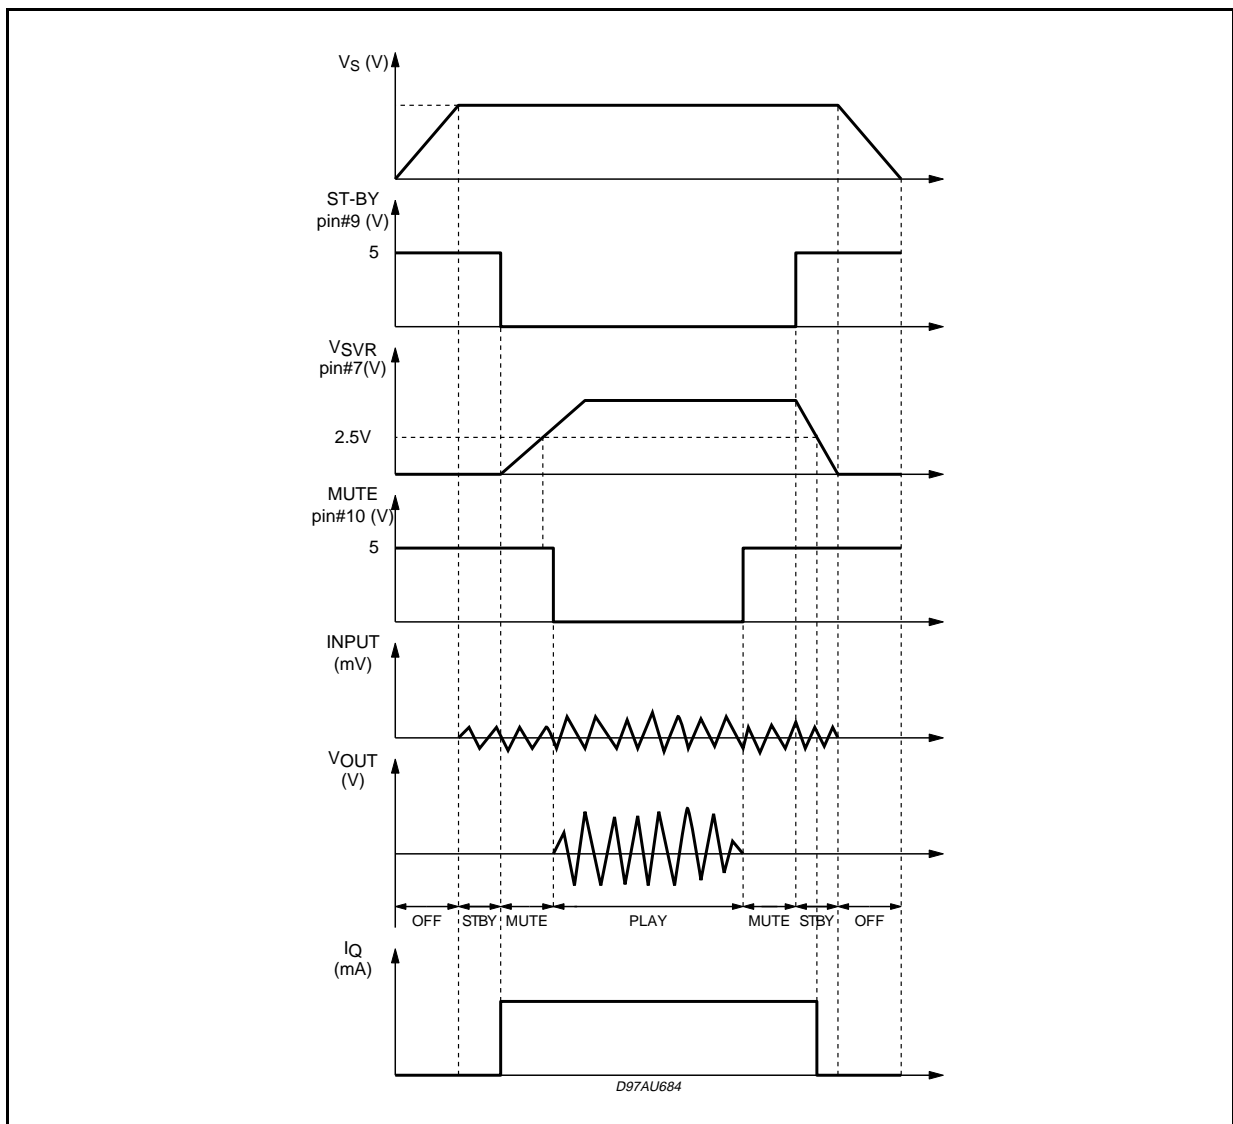 VS (V)
ST-BY
pin#9 (V)
5
VSVR
pin#7(V)
2.5V
MUTE
pin#10 (V)
5
INPUT
(mV)
VOUT
(V)
OFF STBY MUTE PLAY MUTE STBY OFF
IQ
(mA)
D97AU684